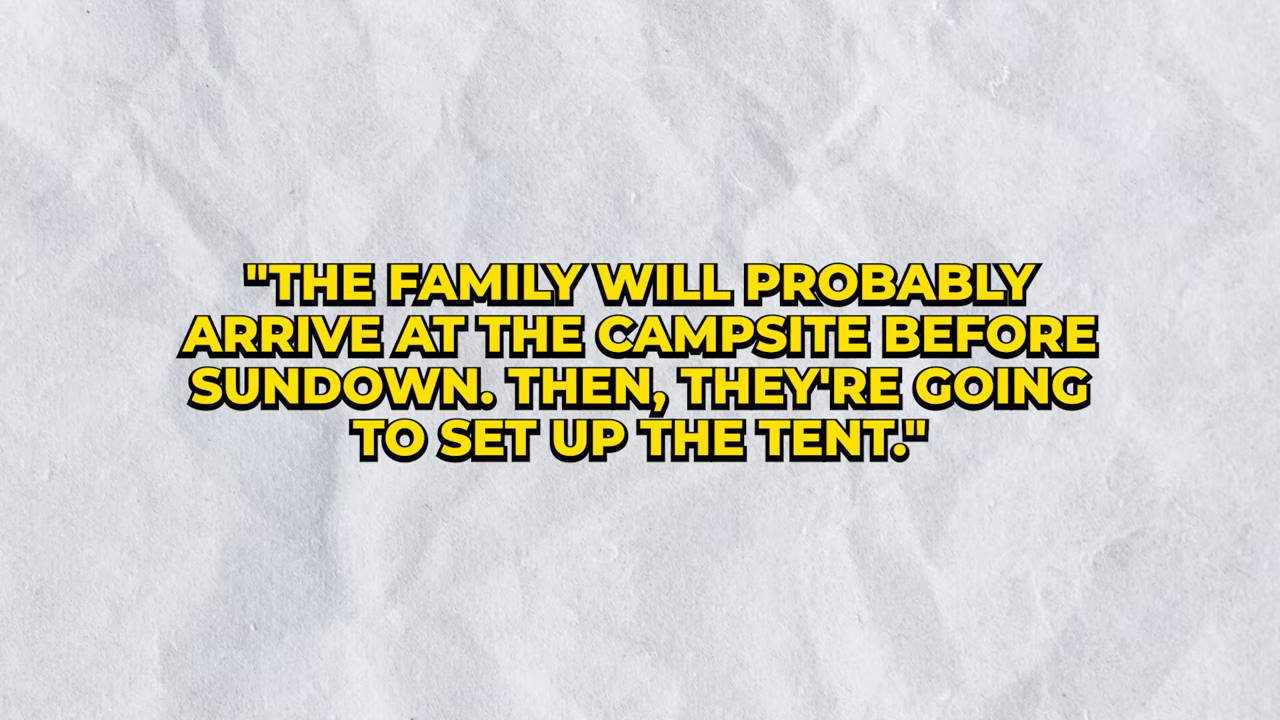 "THE FAMILY WILL PROBABLY
ARRIVE AT THE CAMPSITE BEFORE
SUNDOWN. THEN, THEY'RE GOING
TO SET UP THE TENT."